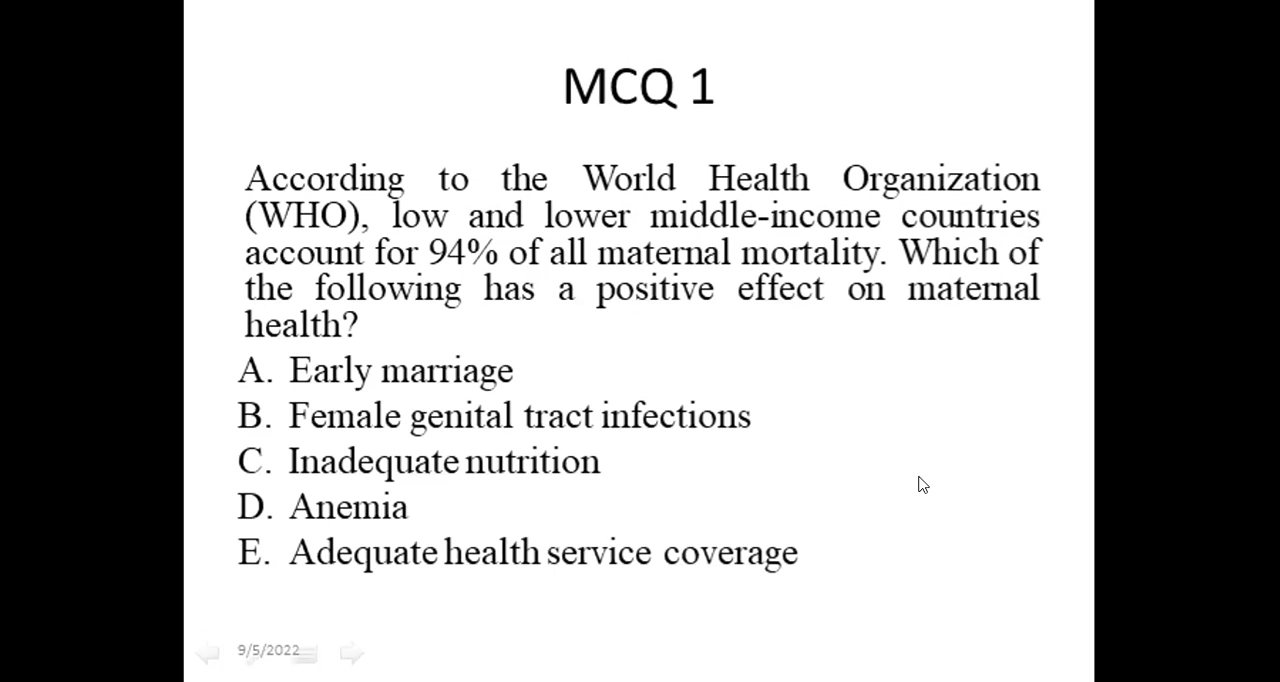 MCQ 1
According to the World Health Organization
(WHO), low and lower middle-income countries
account for 94% of all maternal mortality. Which of
the following has a positive effect on maternal
health?
A. Early marriage
B. Female genital tract infections
C. Inadequate nutrition
D. Anemia
E. Adequate health service coverage
9/5/2022